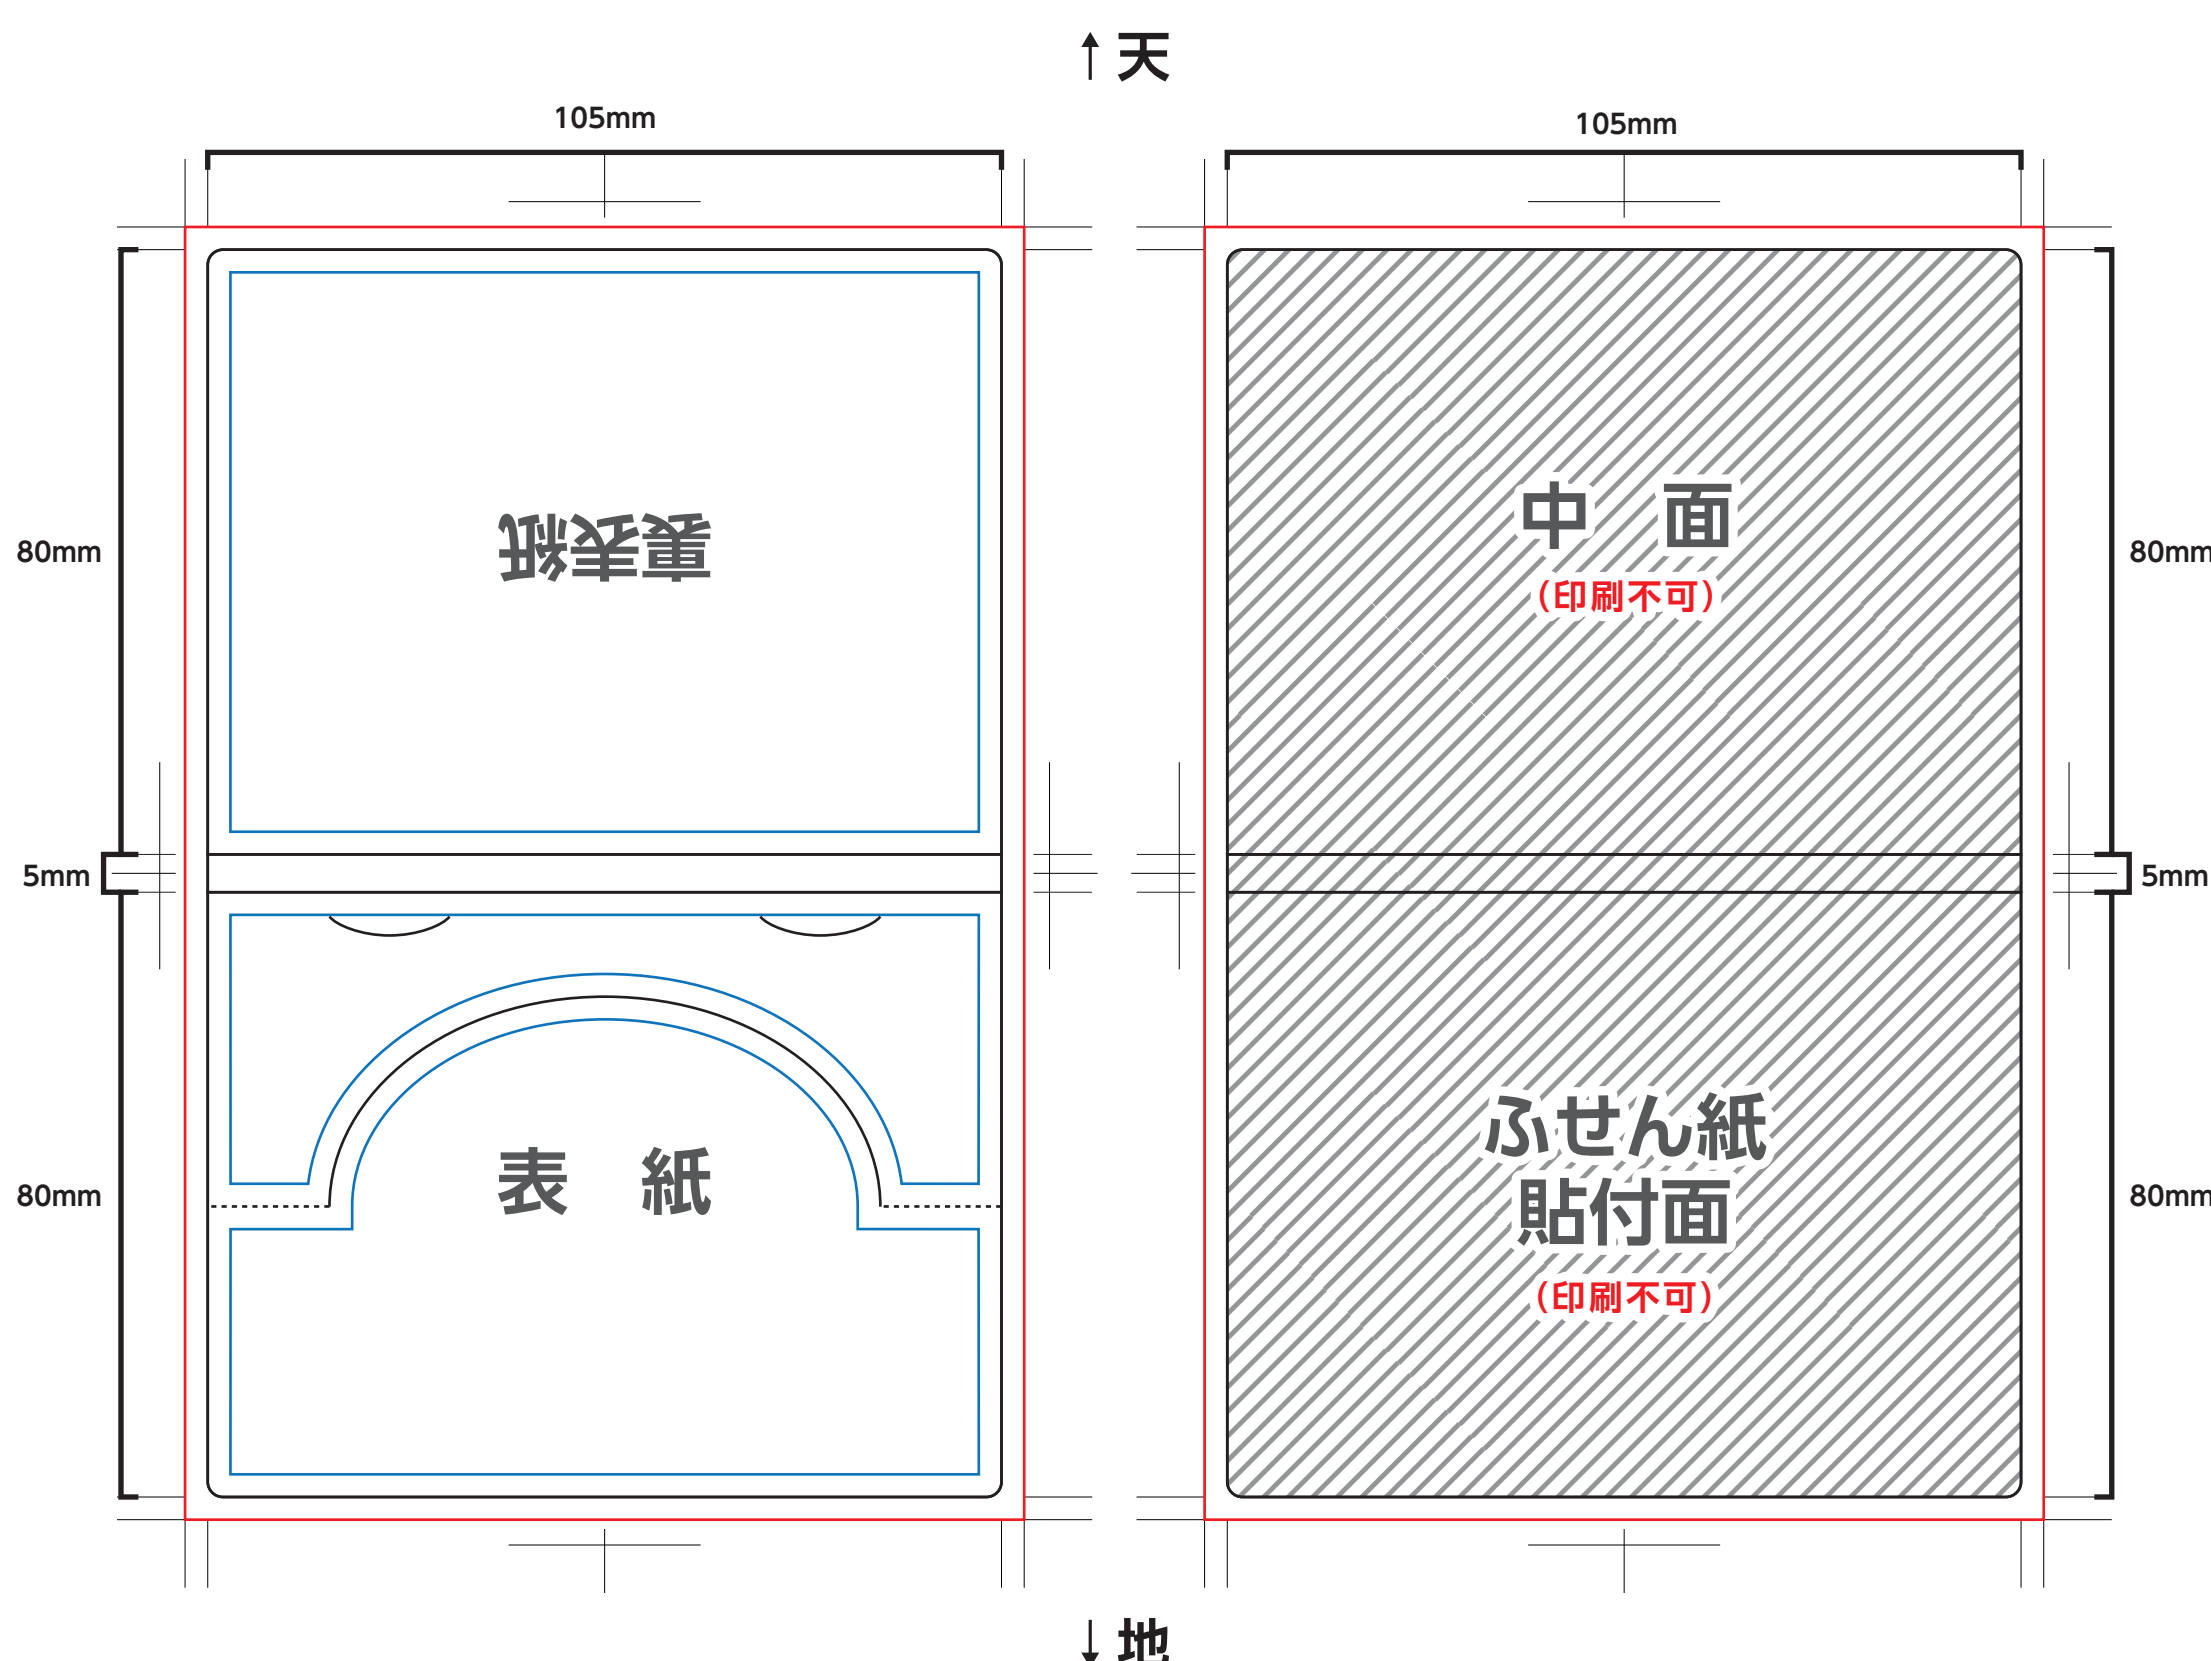 ↑ 天
105mm
105mm
80mm
裏表紙
中　面
（印刷不可）
80mm
5mm
5mm
80mm
表　紙
ふせん紙
貼付面
（印刷不可）
80mm
↓ 地